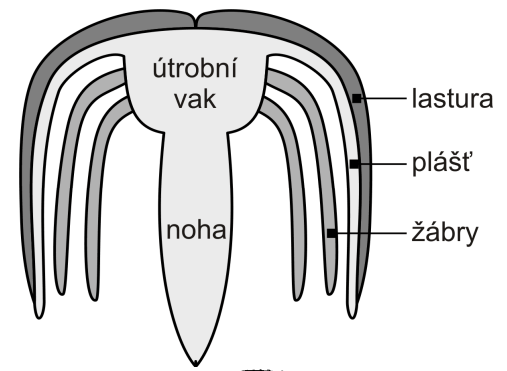 útrobní
vak
lastura
plášť
noha
žábry